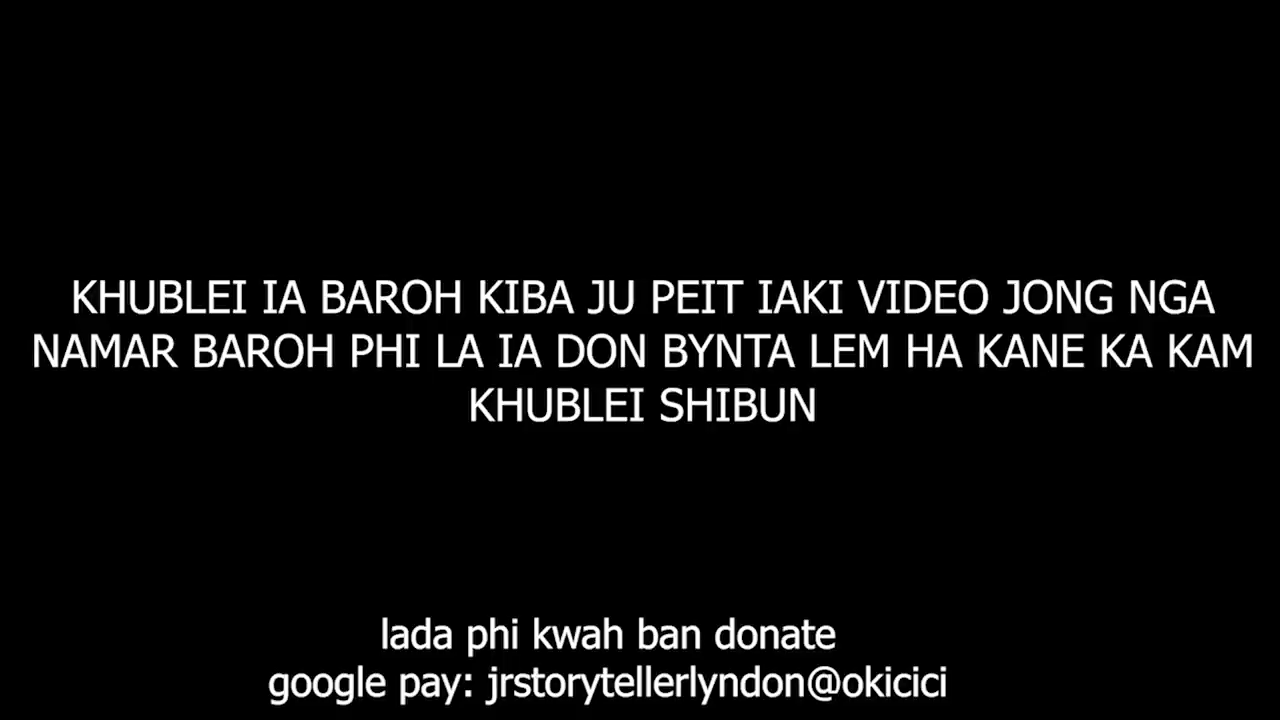 KHUBLEI IA BAROH KIBA JU PEIT IAKI VIDEO JONG NGA
NAMAR BAROH PHI LA IA DON BYNTA LEM HA KANE KA KAM
KHUBLEI SHIBUN
lada phi kwah ban donate
google pay: jrstorytellerlyndon@okicici